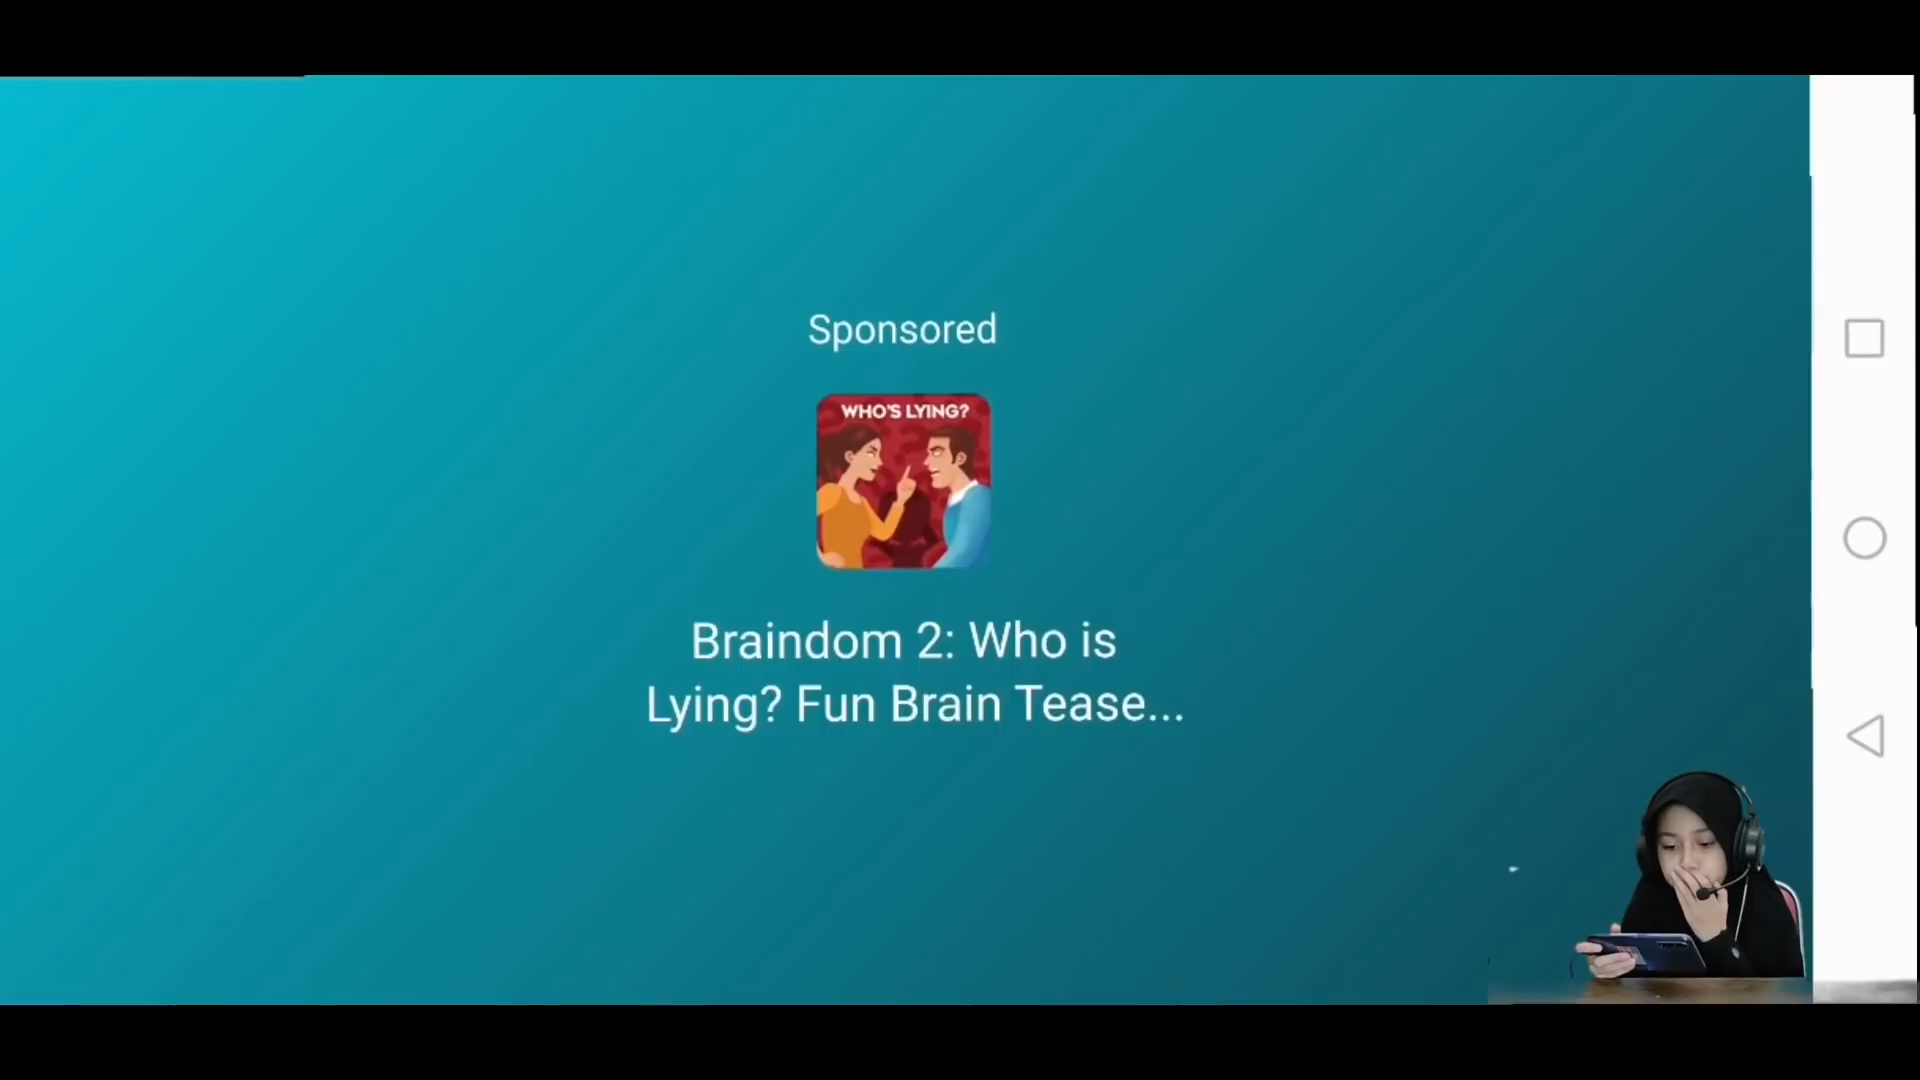 Sponsored
WHO'S LYING?
Braindom 2: Who is
Lying? Fun Brain Tease...